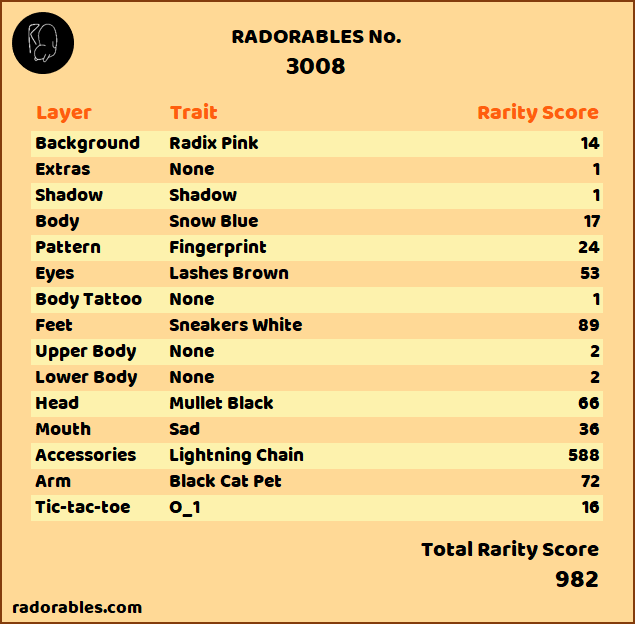 RADORABLES No.
3008
Layer Trait Rarity Score
Background Radix Pink 14
Extras None 1
Shadow Shadow 1
Body Snow Blue 17
Pattern Fingerprint 24
Eyes Lashes Brown 53
Body Tattoo None 1
Feet Sneakers White 89
Upper Body None 2
Lower Body None 2
Head Mullet Black 66
Mouth Sad 36
Accessories Lightning Chain 588
Arm Black Cat Pet 72
Tic-tac-toe O_1 16
Total Rarity Score
982
radorables.com